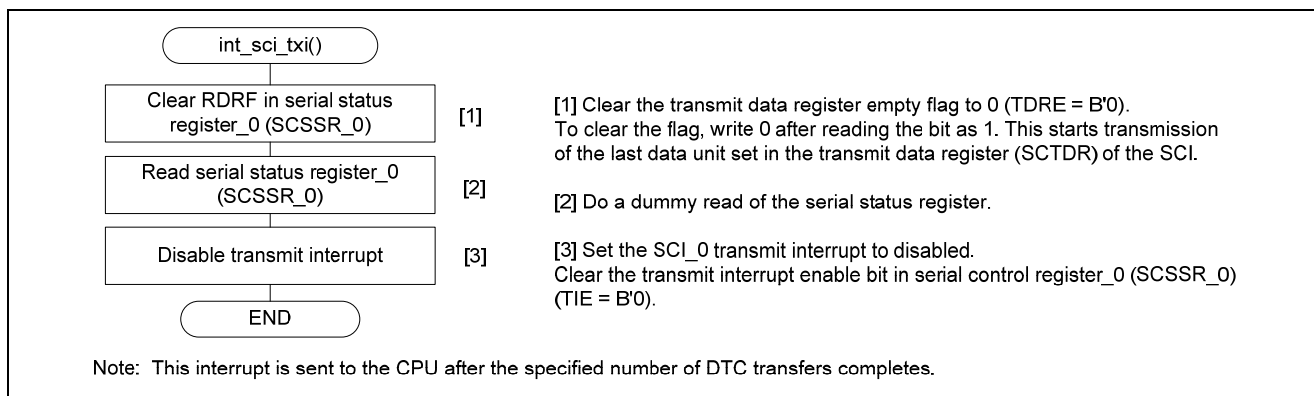 int_sci_txi()
Clear RDRF in serial status
register_0 (SCSSR_0)
[1]
Read serial status register_0
(SCSSR_0)
[2]
Disable transmit interrupt
[3]
END
[1] Clear the transmit data register empty flag to 0 (TDRE = B'0).
To clear the flag, write 0 after reading the bit as 1. This starts transmission
of the last data unit set in the transmit data register (SCTDR) of the SCI.
[2] Do a dummy read of the serial status register.
[3] Set the SCI_0 transmit interrupt to disabled.
Clear the transmit interrupt enable bit in serial control register_0 (SCSSR_0)
(TIE = B'0).
Note: This interrupt is sent to the CPU after the specified number of DTC transfers completes.